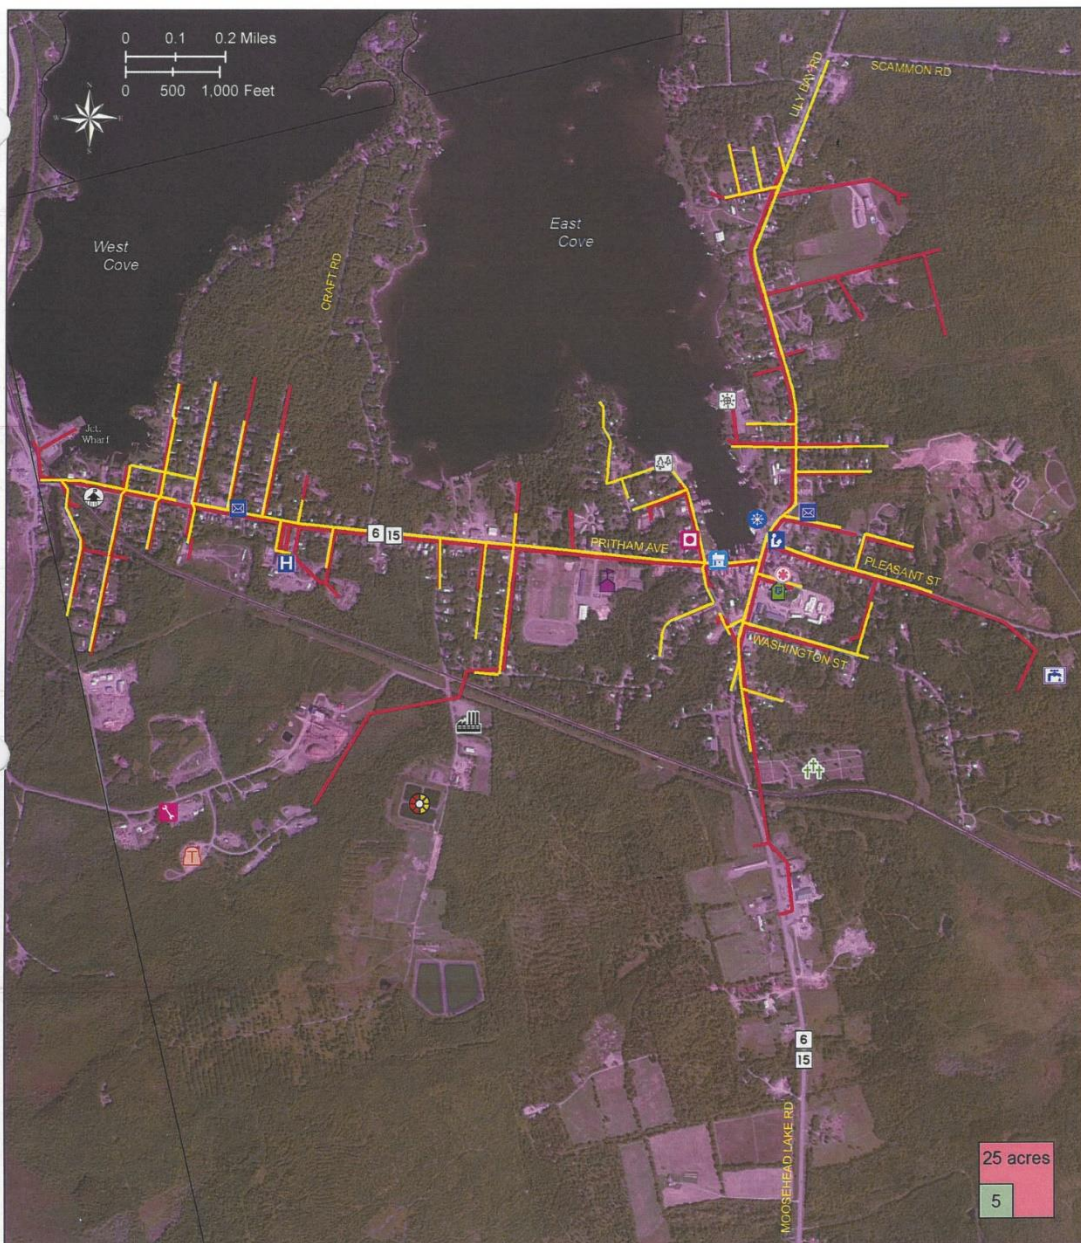 0 0.1 0.2 Miles
0 500 1,000 Feet
N
W E
S
LILY BAY RD
SCAMMON RD
West
Cove
East
Cove
CRAFT RD
Jct.
Wharf
6 15
PRITHAM AVE
H
PLEASANT ST
WASHINGTON ST
6
15
MOOSEHEAD LAKE RD
25 acres
5